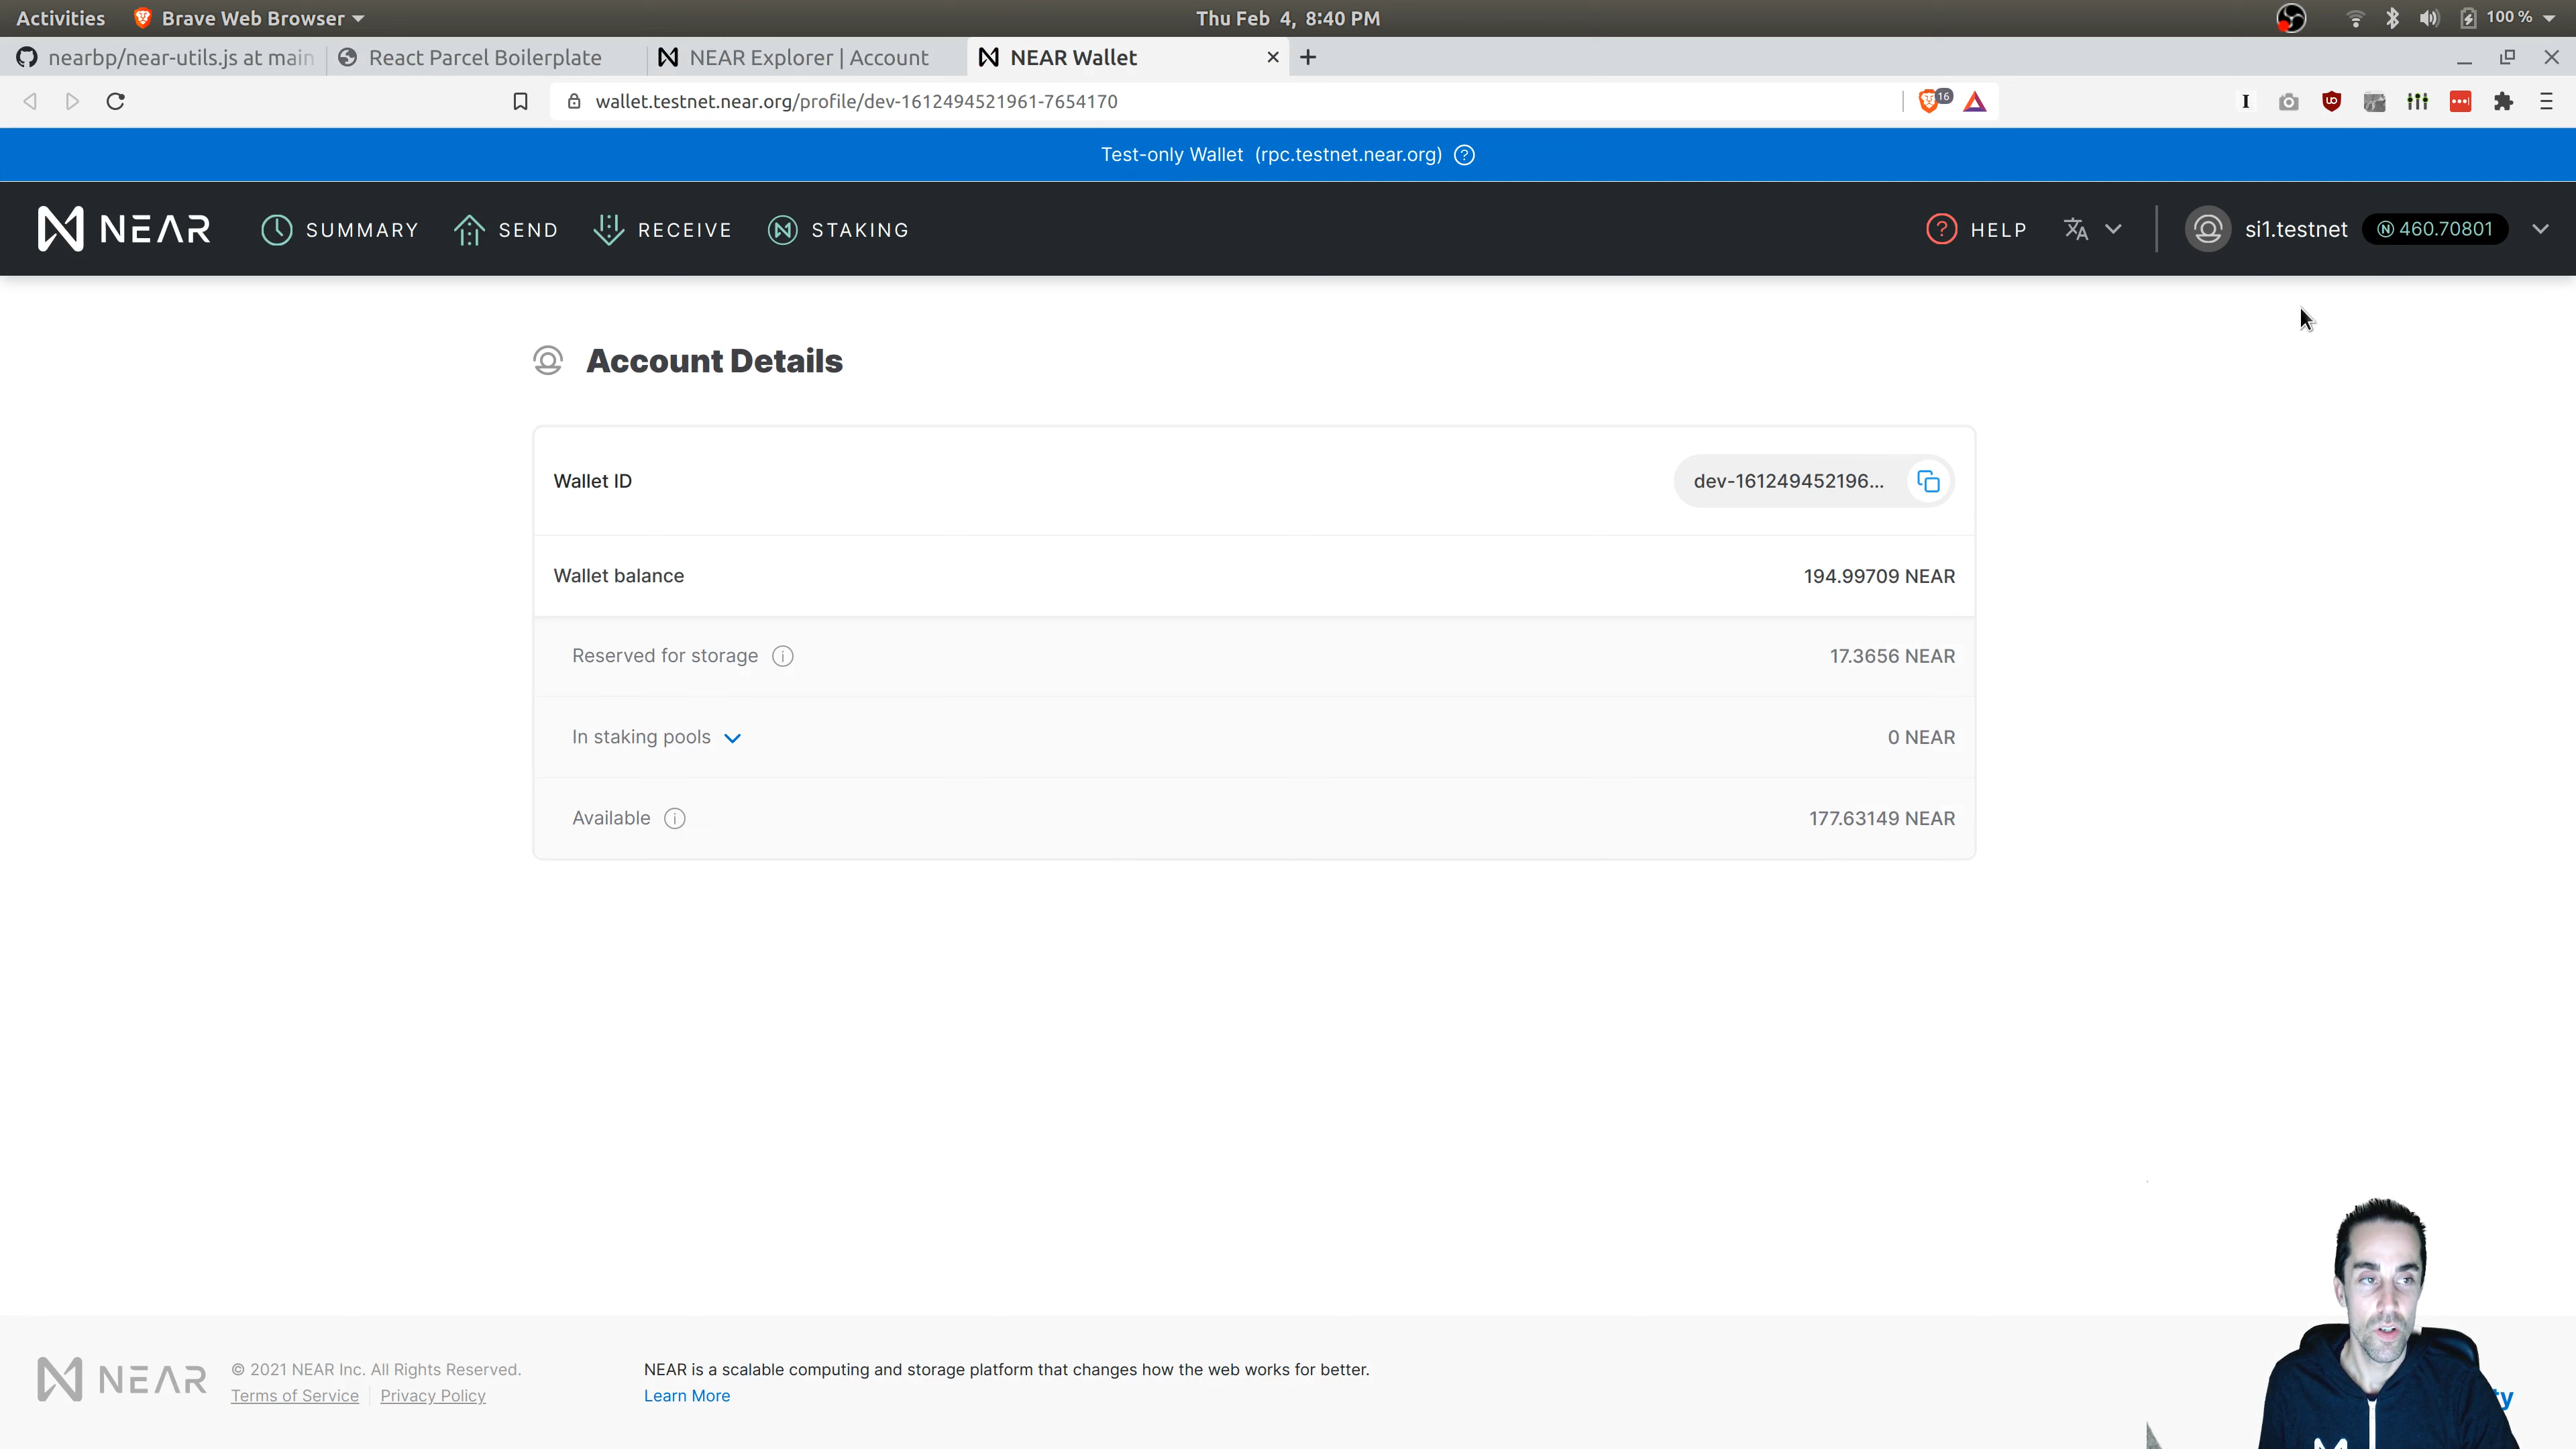 Activities
Brave Web Browser
Thu Feb 4, 8:40 PM
100 %
nearbp/near-utils.js at main
React Parcel Boilerplate
NEAR Explorer | Account
NEAR Wallet
wallet.testnet.near.org/profile/dev-1612494521961-7654170
16
Test-only Wallet (rpc.testnet.near.org)
NEAR
SUMMARY
SEND
RECEIVE
STAKING
HELP
si1.testnet
460.70801
Account Details
Wallet ID
dev-161249452196...
Wallet balance
194.99709 NEAR
Reserved for storage
17.3656 NEAR
In staking pools
0 NEAR
Available
177.63149 NEAR
NEAR
© 2021 NEAR Inc. All Rights Reserved.
Terms of Service
Privacy Policy
NEAR is a scalable computing and storage platform that changes how the web works for better.
Learn More